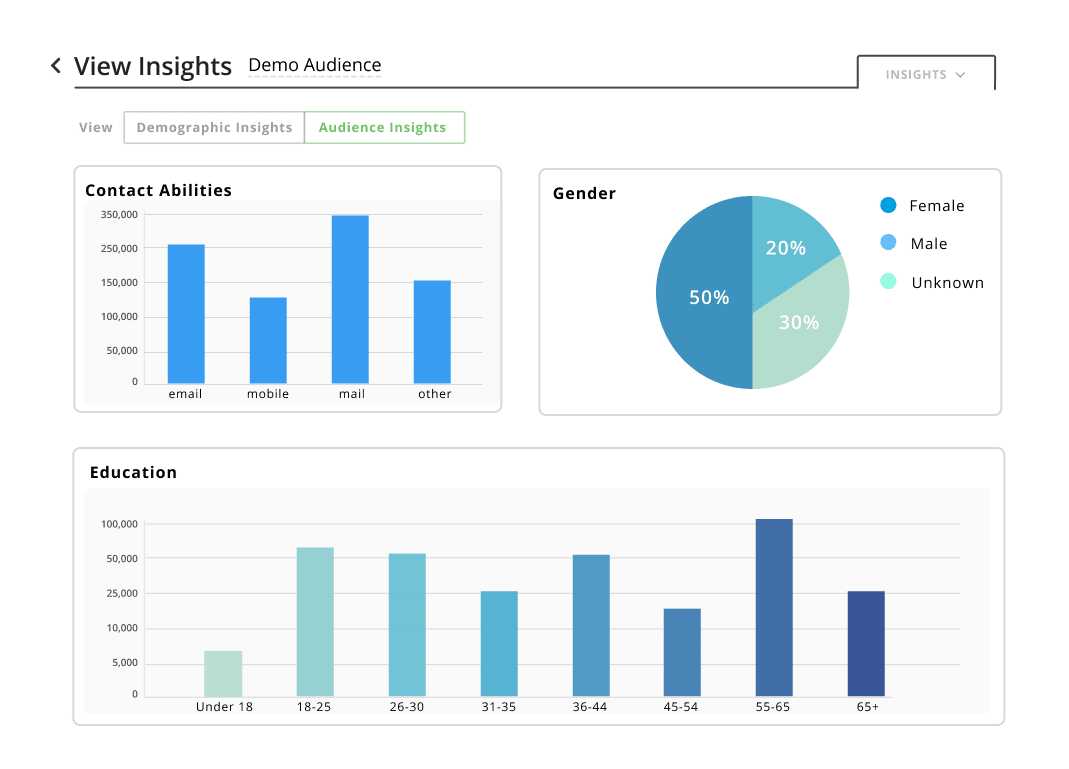 View Insights Demo Audience
INSIGHTS
View Demographic Insights Audience Insights
Contact Abilities
350,000
250,000
150,000
100,000
50,000
0
email mobile mail other
Gender
50%
20%
30%
Female
Male
Unknown
Education
100,000
50,000
25,000
10,000
5,000
0
Under 18 18-25 26-30 31-35 36-44 45-54 55-65 65+